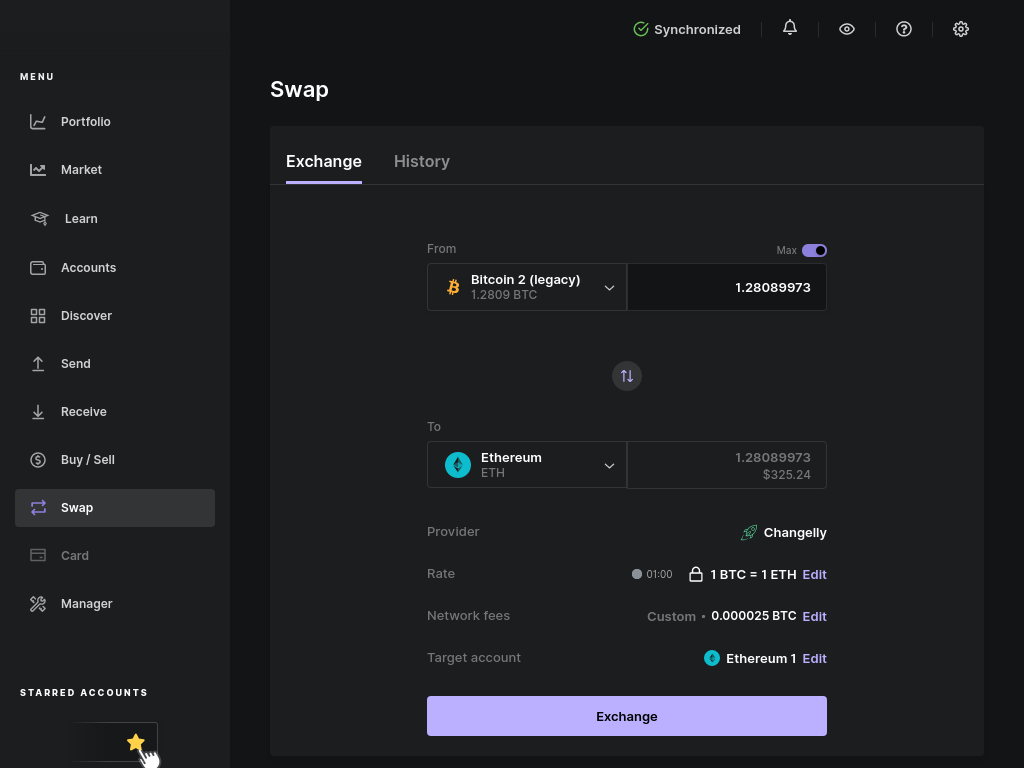 Synchronized
MENU
Portfolio
Market
Learn
Accounts
Discover
Send
Receive
Buy / Sell
Swap
Card
Manager
STARRED ACCOUNTS
Swap
Exchange
History
From
Max
Bitcoin 2 (legacy)
1.2809 BTC
1.28089973
To
Ethereum
ETH
1.28089973
$325.24
Provider
Changelly
Rate
01:00
1 BTC = 1 ETH Edit
Network fees
Custom • 0.000025 BTC Edit
Target account
Ethereum 1 Edit
Exchange